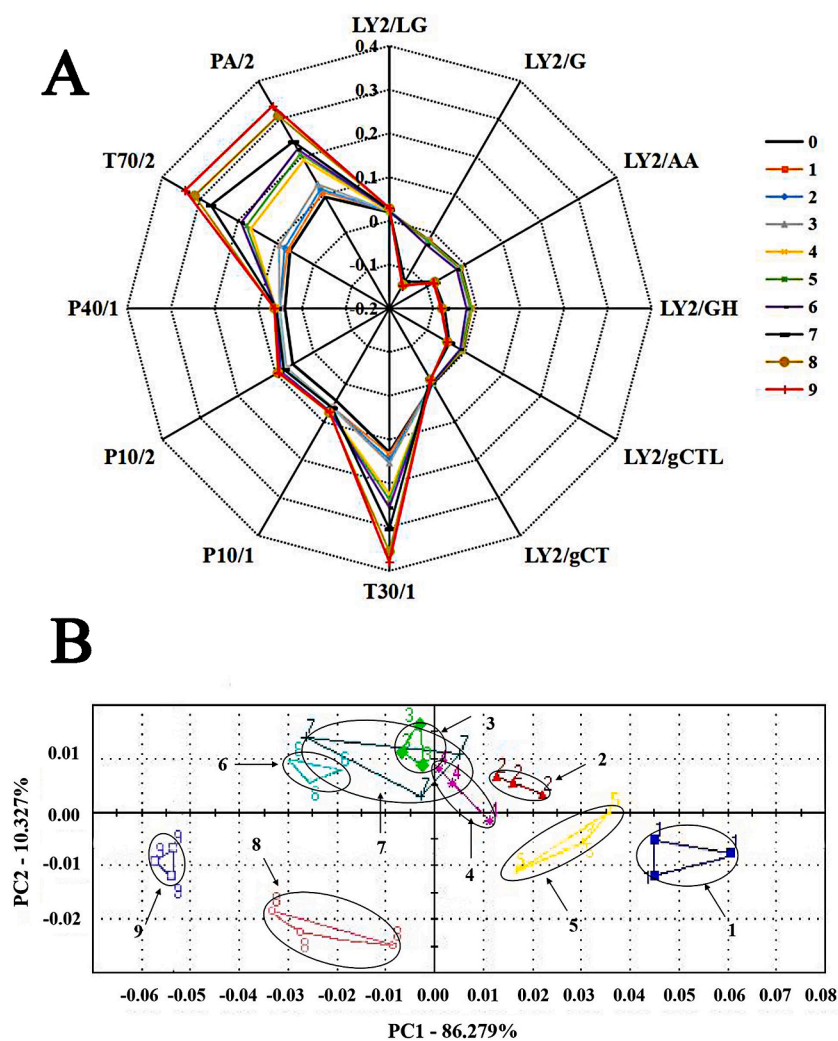 A
LY2/LG
LY2/G
LY2/AA
LY2/GH
LY2/gCTL
LY2/gCT
T30/1
P10/1
P10/2
P40/1
T70/2
PA/2
0.4
0.3
0.2
0.1
0.
-0.1
-0.2
0
1
2
3
4
5
6
7
8
9
B
PC2 - 10.327%
0.01
0.00
-0.01
-0.02
-0.06 -0.05 -0.04 -0.03 -0.02 -0.01 0.00 0.01 0.02 0.03 0.04 0.05 0.06 0.07 0.08
PC1 - 86.279%
3
2
6
7
4
8
9
5
1